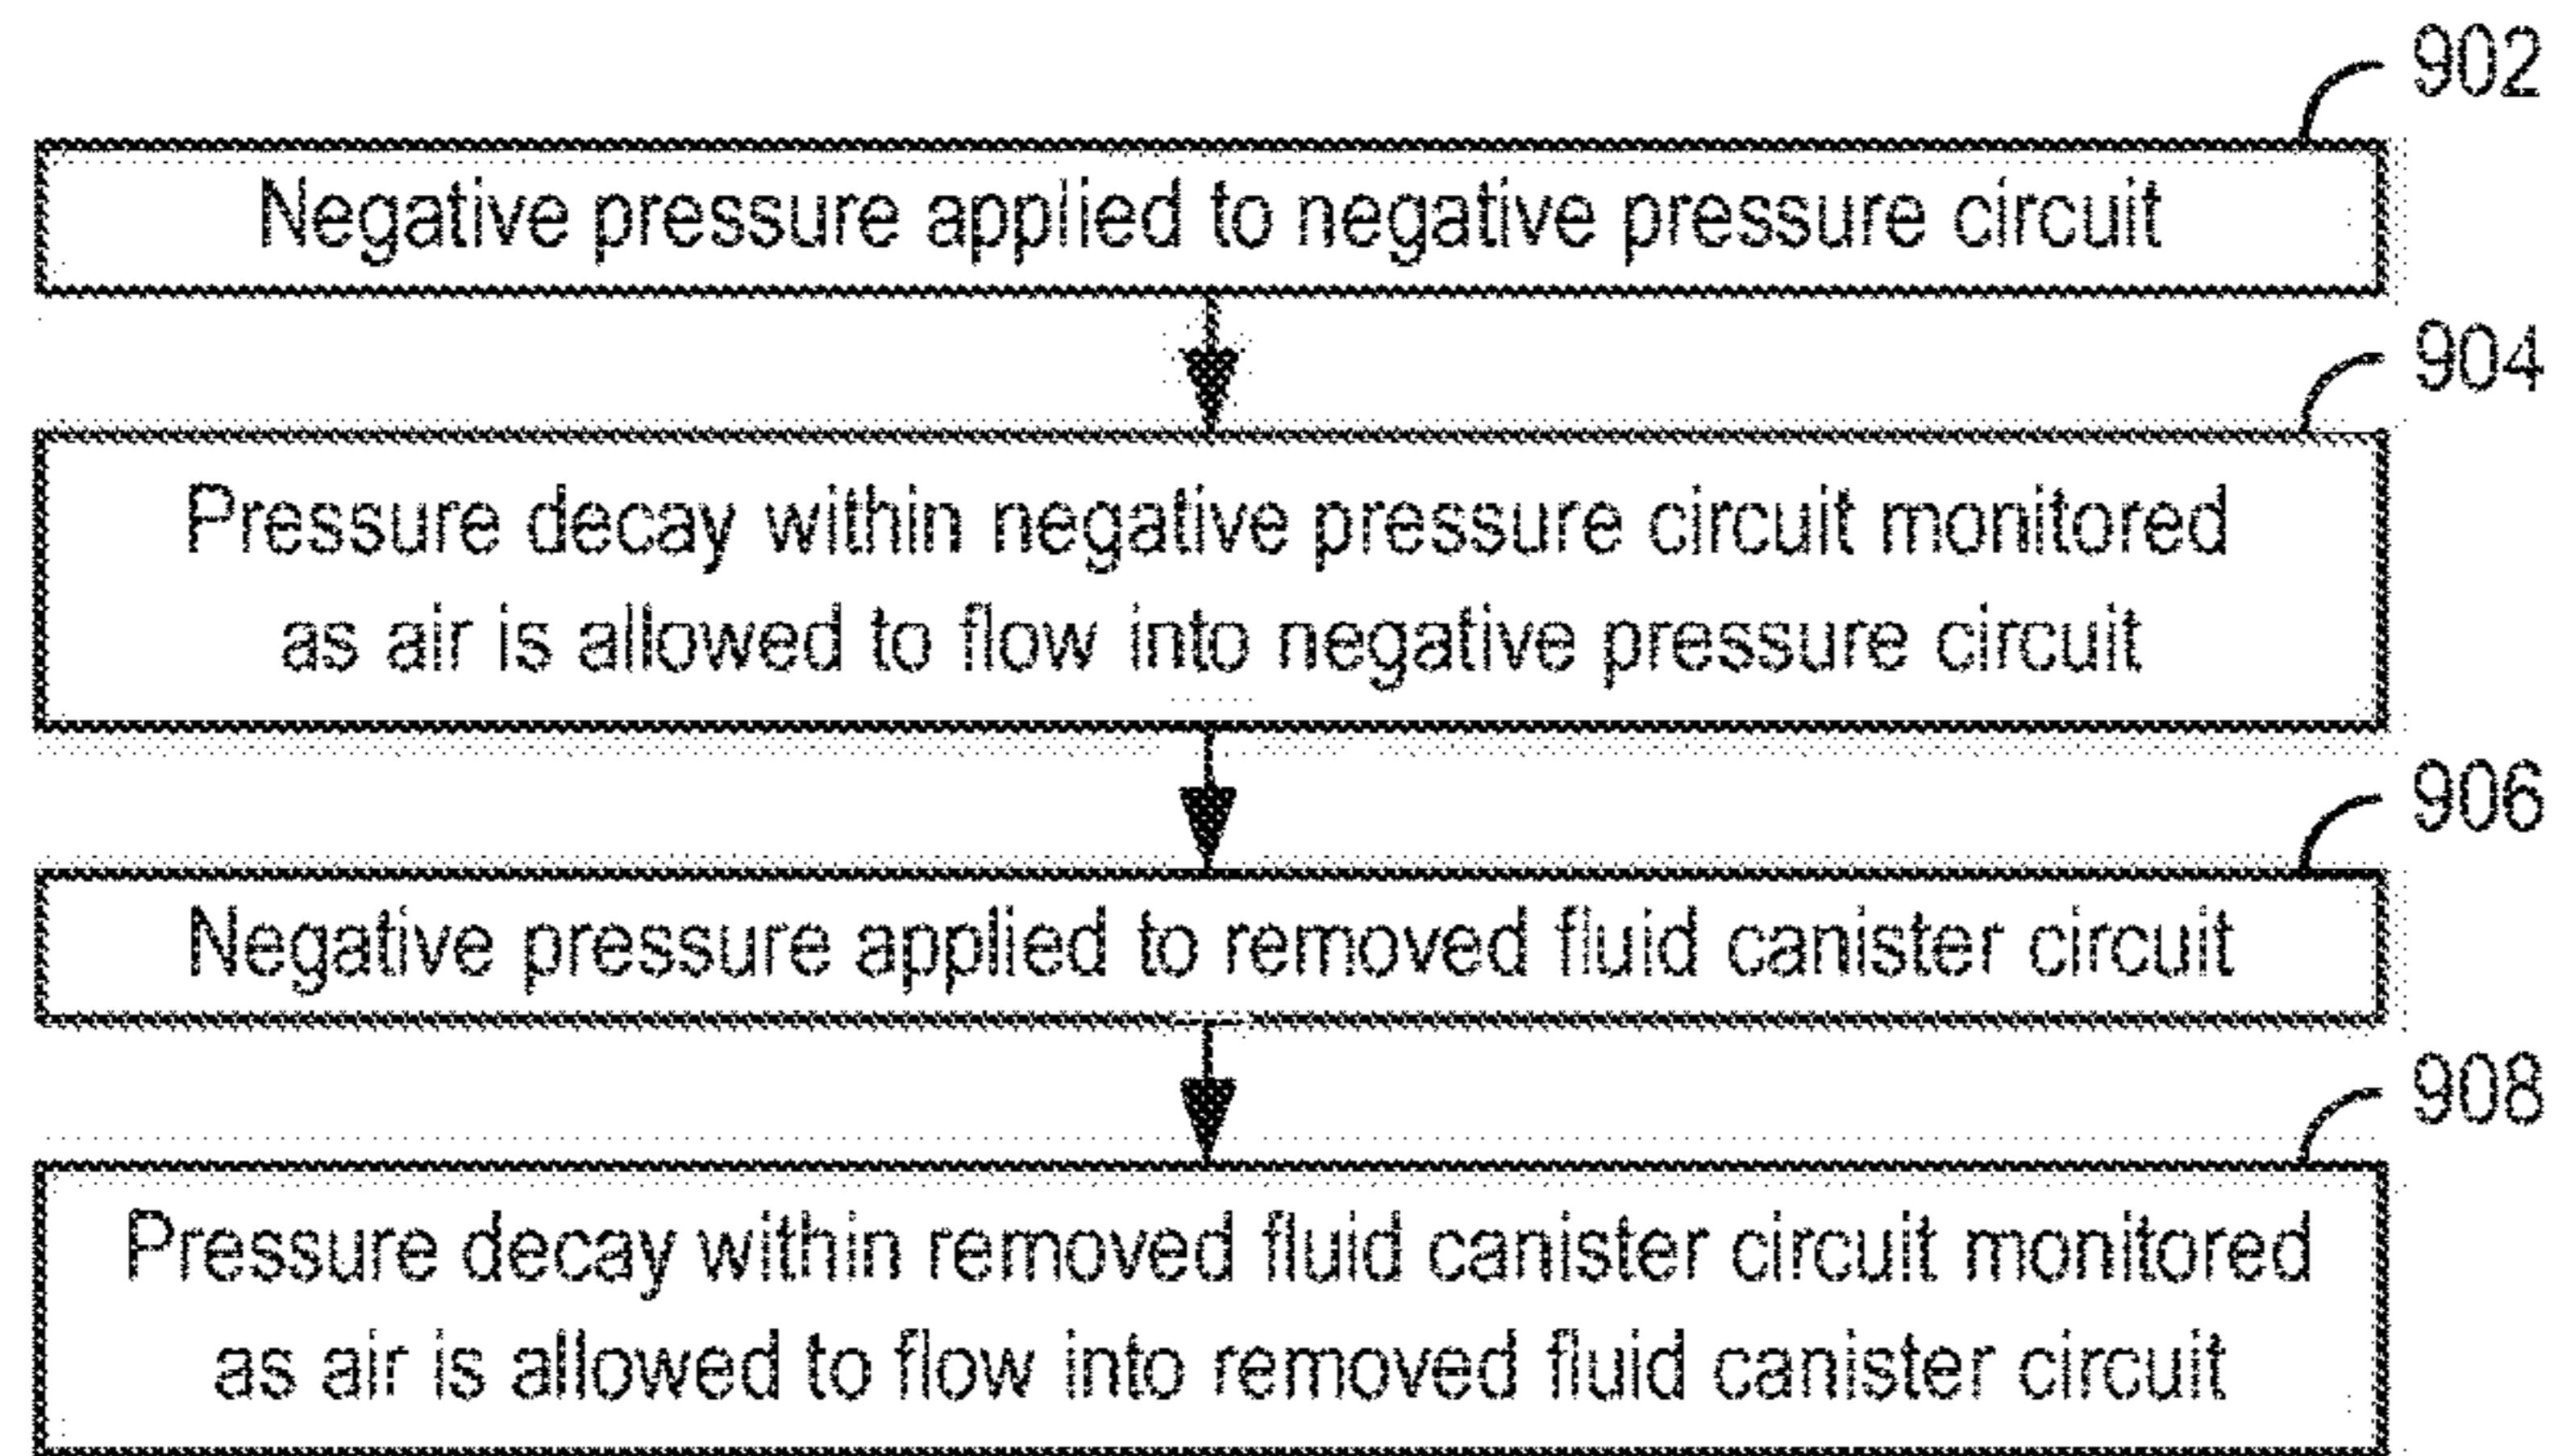 902
Negative pressure applied to negative pressure circuit
904
Pressure decay within negative pressure circuit monitored
as air is allowed to flow into negative pressure circuit
906
Negative pressure applied to removed fluid canister circuit
908
Pressure decay within removed fluid canister circuit monitored
as air is allowed to flow into removed fluid canister circuit